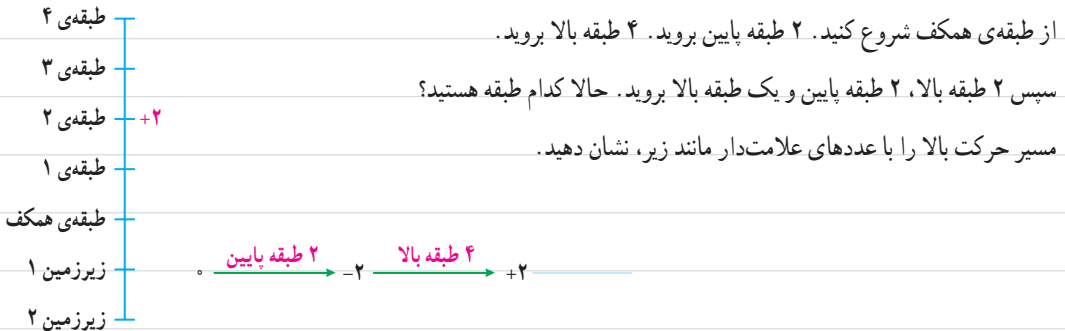 از طبقه‌ی همکف شروع کنید. ۲ طبقه پایین بروید. ۴ طبقه بالا بروید.
سپس ۲ طبقه بالا، ۲ طبقه پایین و یک طبقه بالا بروید. حالا کدام طبقه هستید؟
مسیر حرکت بالا را با عددهای علامت‌دار مانند زیر، نشان دهید.
۰ ۲ طبقه پایین −۲ ۴ طبقه بالا +۲
طبقه‌ی ۴
طبقه‌ی ۳
طبقه‌ی ۲ +۲
طبقه‌ی ۱
طبقه‌ی همکف
زیرزمین ۱
زیرزمین ۲